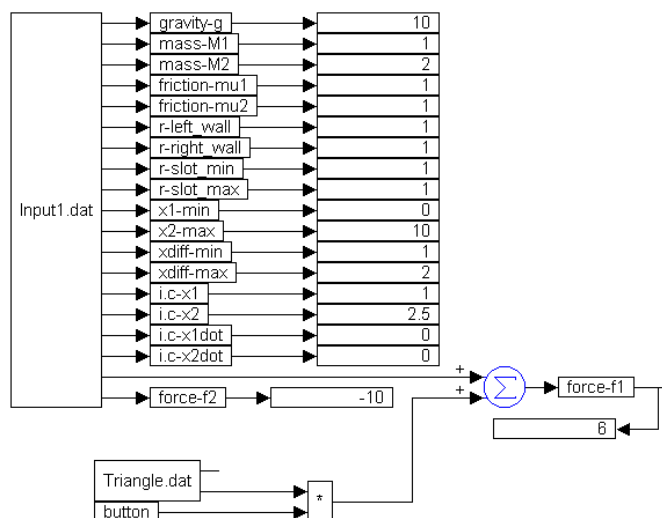 gravity-g 10
mass-M1 1
mass-M2 2
friction-mu1 1
friction-mu2 1
r-left_wall 1
r-right_wall 1
r-slot_min 1
r-slot_max 1
Input1.dat x1-min 0
x2-max 10
xdiff-min 1
xdiff-max 2
i.c-x1 1
i.c-x2 2.5
i.c-x1dot 0
i.c-x2dot 0
+
+ Σ force-f1
force-f2 -10
6
Triangle.dat
*
button